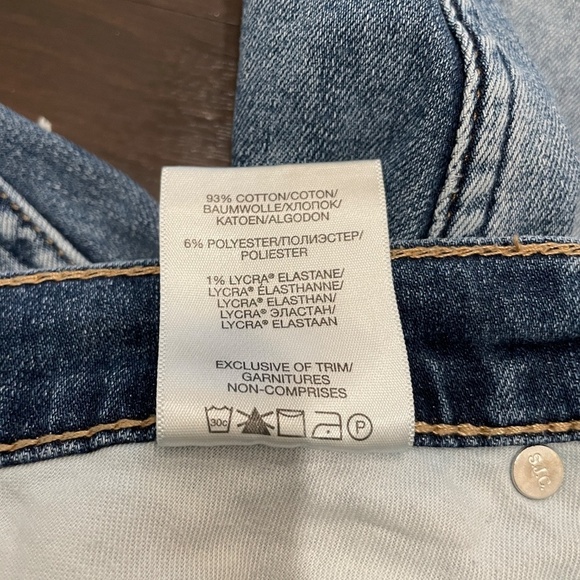 93% COTTON/COTON/
BAUMWOLLE/ХЛОПОК/
KATOEN/ALGODON
6% POLYESTER/ПОЛИЭСТЕР/
POLIESTER
1% LYCRA® ELASTANE/
LYCRA® ÉLASTHANNE/
LYCRA® ELASTHAN/
LYCRA® ЭЛАСТАН/
LYCRA® ELASTAAN
EXCLUSIVE OF TRIM/
GARNITURES
NON-COMPRISES
30c P
S.J.C.